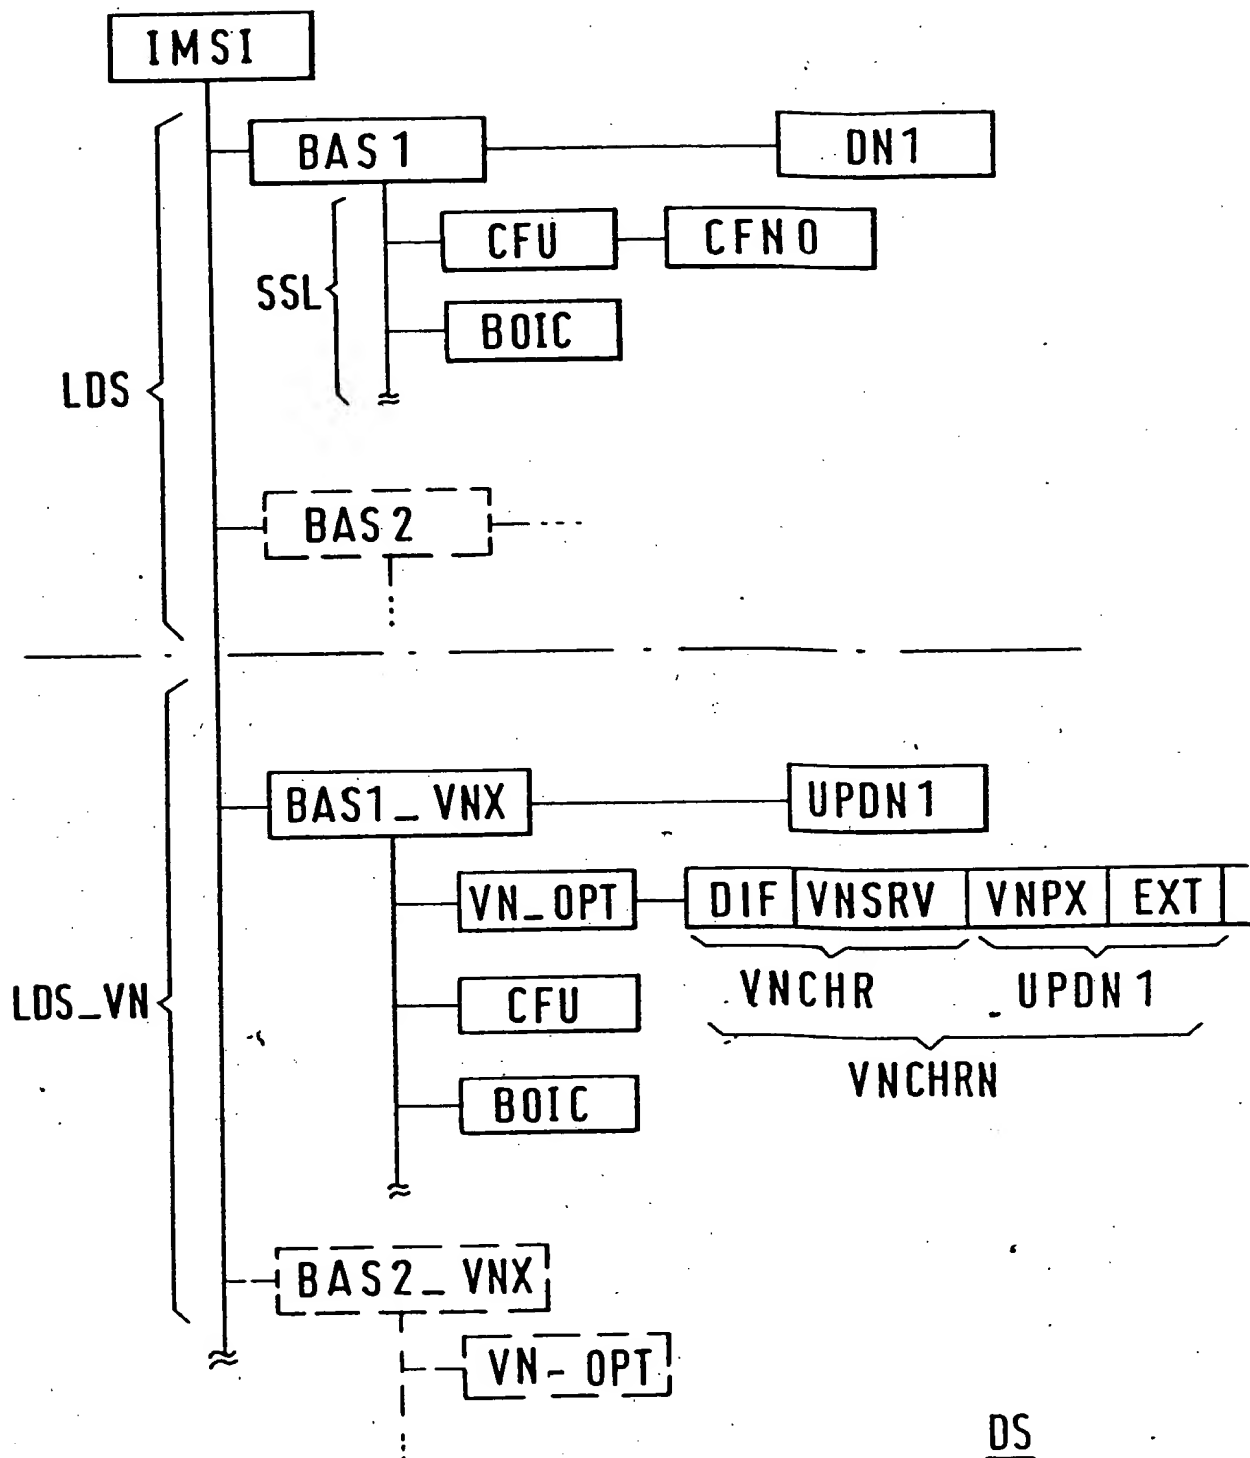 IMSI
BAS1
DN1
CFU
CFNO
SSL
BOIC
LDS
BAS2
BAS1_VNX
UPDN1
VN_OPT
DIF
VNSRV
VNPX
EXT
VNCHR
UPDN1
LDS_VN
CFU
VNCHRN
BOIC
BAS2_VNX
VN-OPT
DS